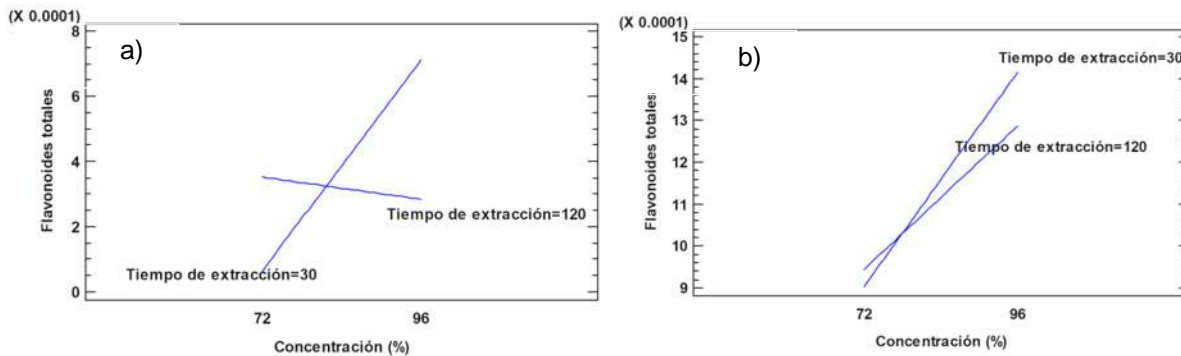 (X 0.0001)
a)
8
6
4
2
0
Flavonoides totales
Tiempo de extracción=120
Tiempo de extracción=30
72
96
Concentración (%)
(X 0.0001)
b)
15
14
13
12
11
10
9
Flavonoides totales
Tiempo de extracción=30
Tiempo de extracción=120
72
96
Concentración (%)